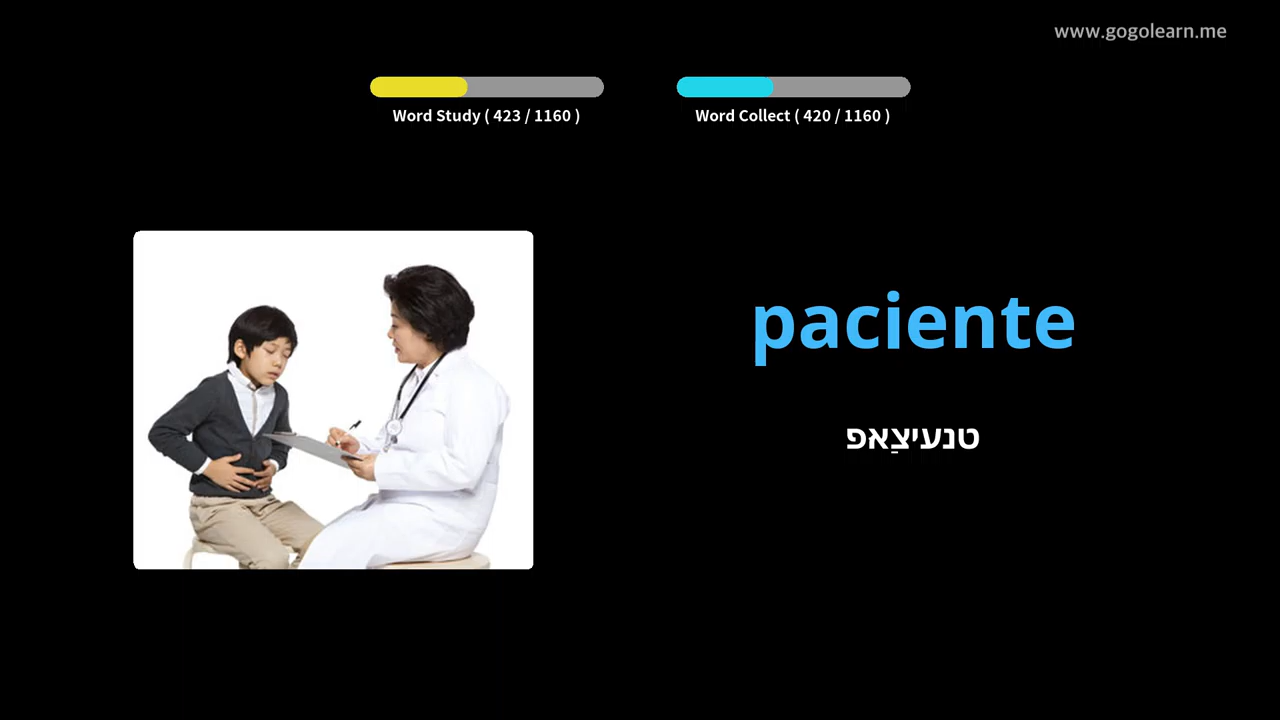 www.gogolearn.me
Word Study ( 423 / 1160 )
Word Collect ( 420 / 1160 )
paciente
טנעיצַאפ